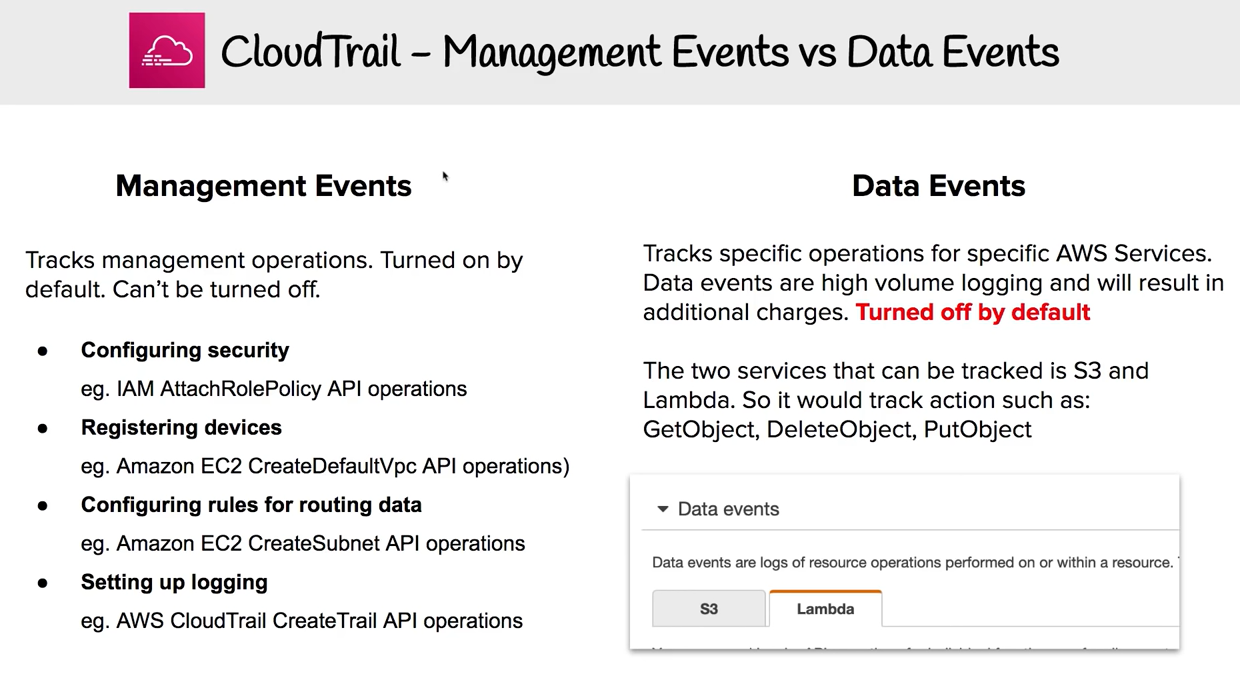 CloudTrail – Management Events vs Data Events
Management Events
Tracks management operations. Turned on by
default. Can't be turned off.
● Configuring security
eg. IAM AttachRolePolicy API operations
● Registering devices
eg. Amazon EC2 CreateDefaultVpc API operations)
● Configuring rules for routing data
eg. Amazon EC2 CreateSubnet API operations
● Setting up logging
eg. AWS CloudTrail CreateTrail API operations
Data Events
Tracks specific operations for specific AWS Services.
Data events are high volume logging and will result in
additional charges. Turned off by default
The two services that can be tracked is S3 and
Lambda. So it would track action such as:
GetObject, DeleteObject, PutObject
Data events
Data events are logs of resource operations performed on or within a resource.
S3
Lambda